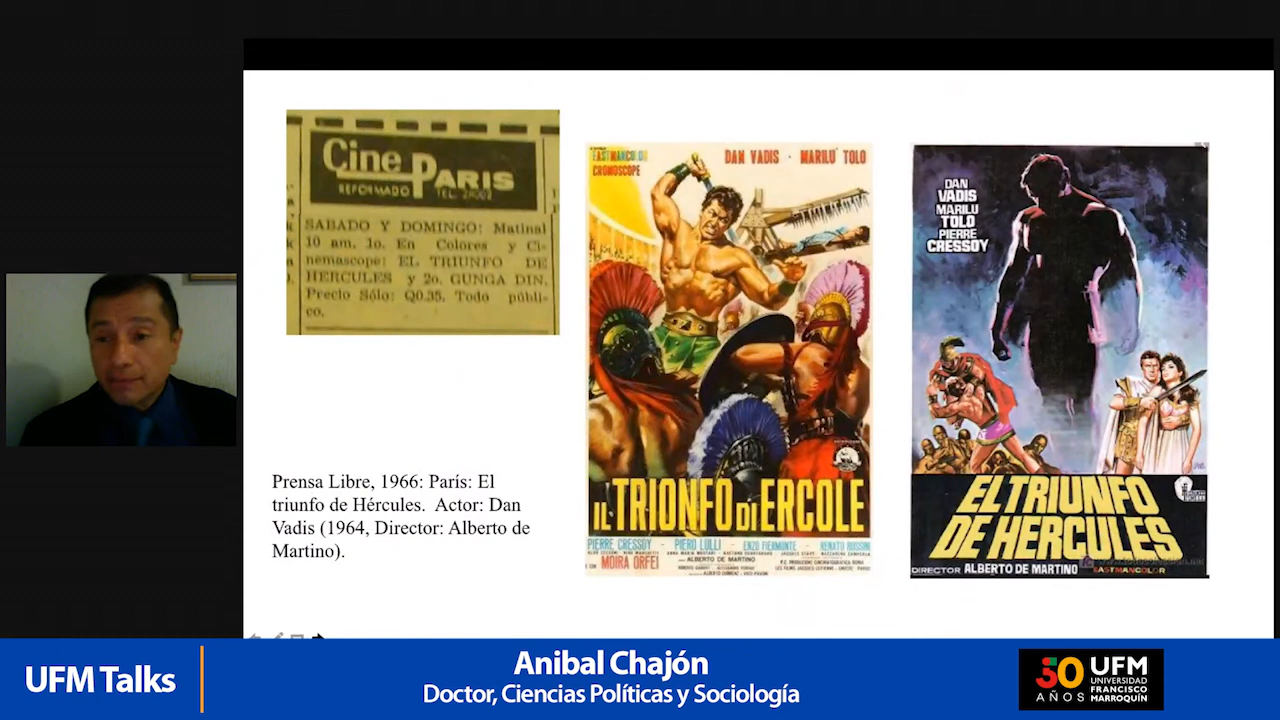 Cine PARIS
REFORMADO
SABADO Y DOMINGO: Matinal
10 am. 1o. En Colores y Ci-
nemascope: EL TRIUNFO DE
HERCULES y 2o. GUNGA DIN.
Precio Sólo: Q0.35. Todo públi-
co.
Prensa Libre, 1966: París: El
triunfo de Hércules. Actor: Dan
Vadis (1964, Director: Alberto de
Martino).
EASTMANCOLOR
CROMOSCOPE
DAN VADIS · MARILU' TOLO
IL TRIONFO DI ERCOLE
PIERRE CRESSOY - PIERO LULLI - ENZO FIERMONTE - RENATO ROSSINI
MOIRA ORFEI
ALBERTO DE MARTINO
DAN
VADIS
MARILU
TOLO
PIERRE
CRESSOY
EL TRIUNFO
DE HERCULES
DIRECTOR ALBERTO DE MARTINO EASTMANCOLOR
UFM Talks
Anibal Chajón
Doctor, Ciencias Políticas y Sociología
50
AÑOS
UFM
UNIVERSIDAD
FRANCISCO
MARROQUÍN